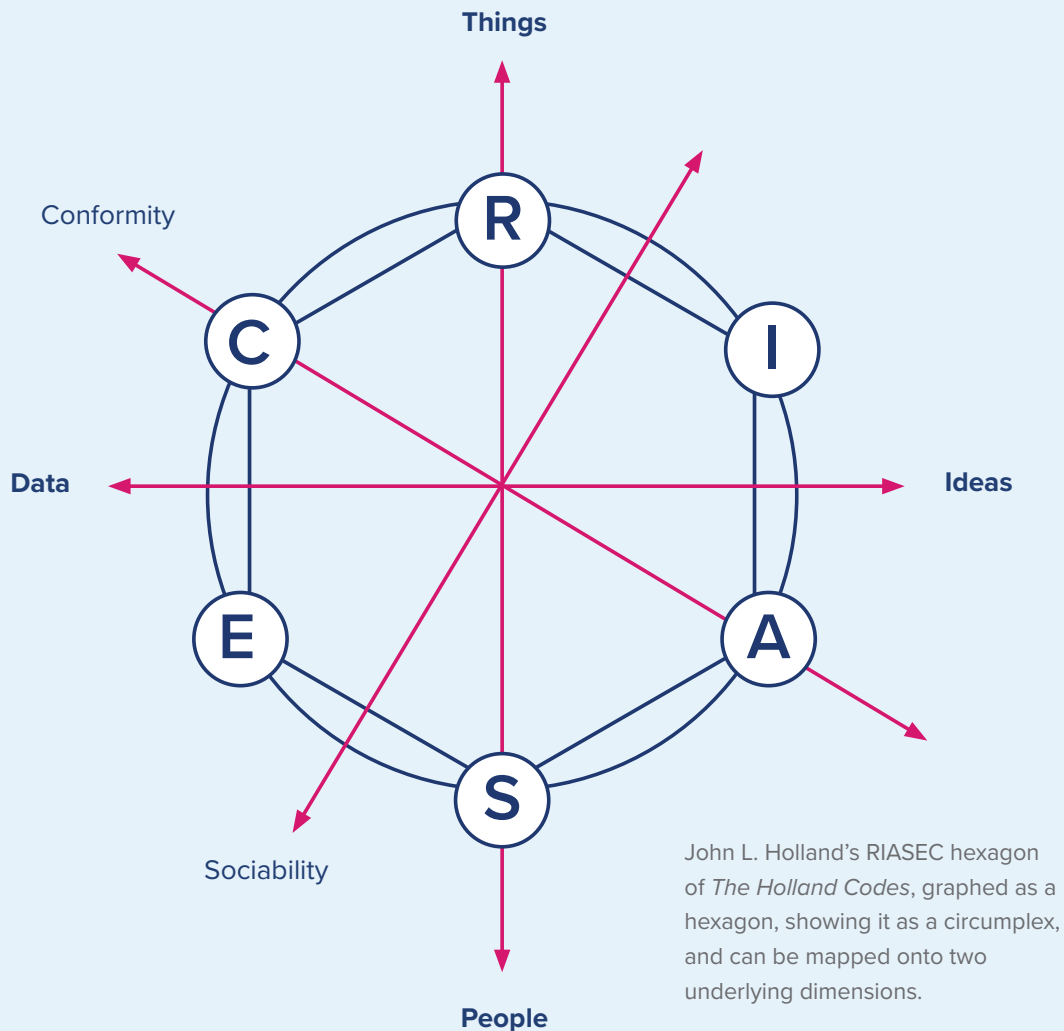 Things
Conformity
R
C
I
Data
Ideas
E
A
S
Sociability
John L. Holland’s RIASEC hexagon
of The Holland Codes, graphed as a
hexagon, showing it as a circumplex,
and can be mapped onto two
underlying dimensions.
People